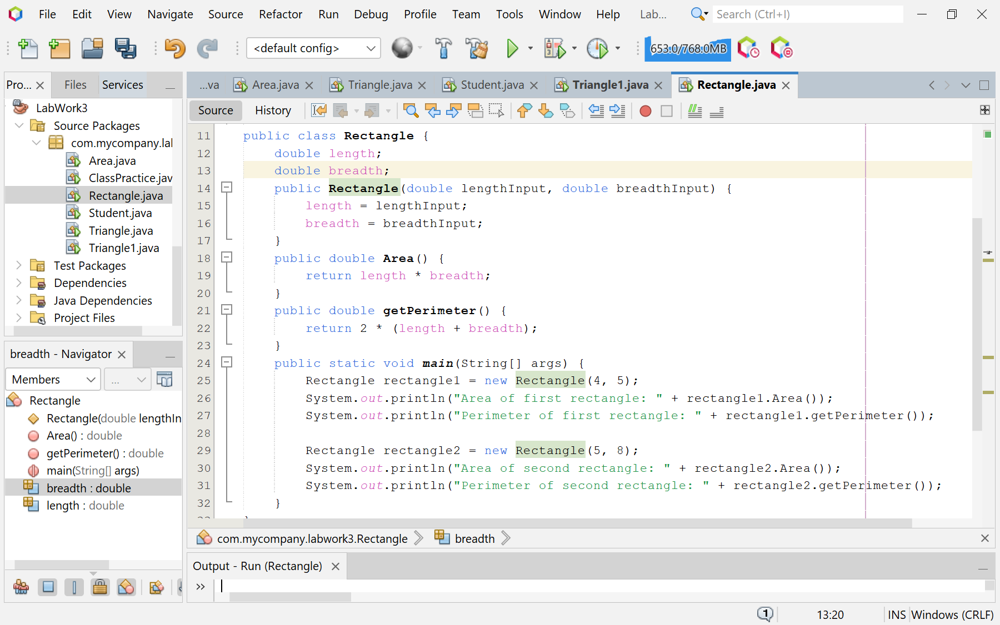 File Edit View Navigate Source Refactor Run Debug Profile Team Tools Window Help Lab... Search (Ctrl+I)
<default config> 653.0/768.0MB
Pro... Files Services
LabWork3
Source Packages
com.mycompany.la
Area.java
ClassPractice.jav
Rectangle.java
Student.java
Triangle.java
Triangle1.java
Test Packages
Dependencies
Java Dependencies
Project Files
breadth - Navigator
Members ...
Rectangle
Rectangle(double lengthIn
Area() : double
getPerimeter() : double
main(String[] args)
breadth : double
length : double
...va Area.java Triangle.java Student.java Triangle1.java Rectangle.java
Source History
11 public class Rectangle {
12 double length;
13 double breadth;
14 public Rectangle(double lengthInput, double breadthInput) {
15 length = lengthInput;
16 breadth = breadthInput;
17 }
18 public double Area() {
19 return length * breadth;
20 }
21 public double getPerimeter() {
22 return 2 * (length + breadth);
23 }
24 public static void main(String[] args) {
25 Rectangle rectangle1 = new Rectangle(4, 5);
26 System.out.println("Area of first rectangle: " + rectangle1.Area());
27 System.out.println("Perimeter of first rectangle: " + rectangle1.getPerimeter());
28
29 Rectangle rectangle2 = new Rectangle(5, 8);
30 System.out.println("Area of second rectangle: " + rectangle2.Area());
31 System.out.println("Perimeter of second rectangle: " + rectangle2.getPerimeter());
32 }
com.mycompany.labwork3.Rectangle breadth
Output - Run (Rectangle)
>>
1 13:20 INS Windows (CRLF)